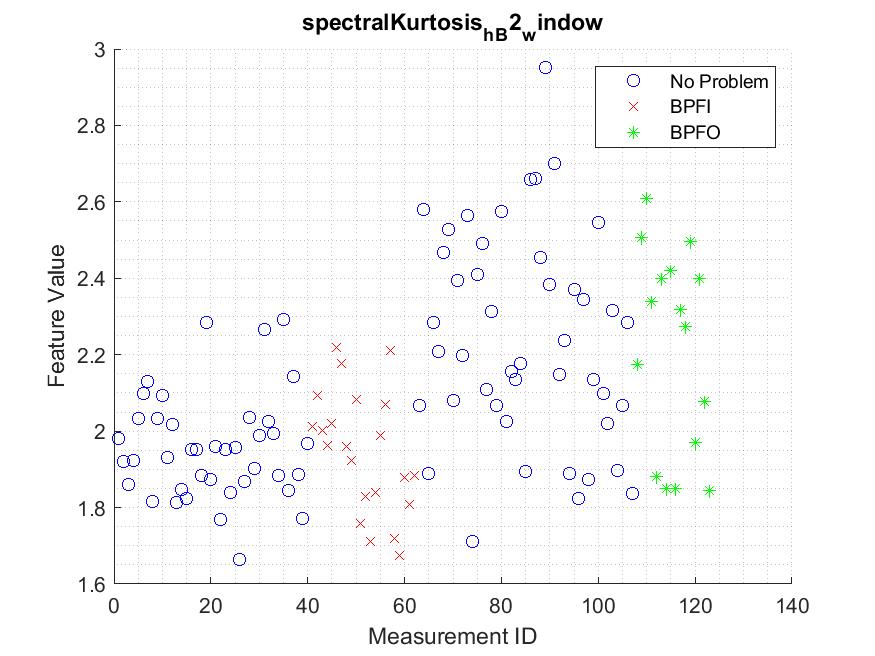 spectralKurtosis_hB2_window
3
2.8
2.6
2.4
2.2
2
1.8
1.6
Feature Value
No Problem
BPFI
BPFO
0 20 40 60 80 100 120 140
Measurement ID